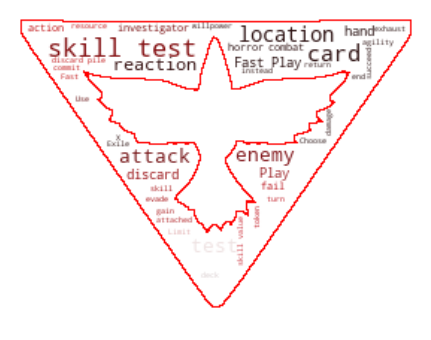 action resource investigator willpower location hand exhaust
skill test horror combat card agility
discard pile reaction Fast Play return succeed
commit instead
Fast end
Use damage
X Choose
Exile
attack enemy
discard Play
skill fail
evade turn
gain token
attached skill value
Limit
test
deck